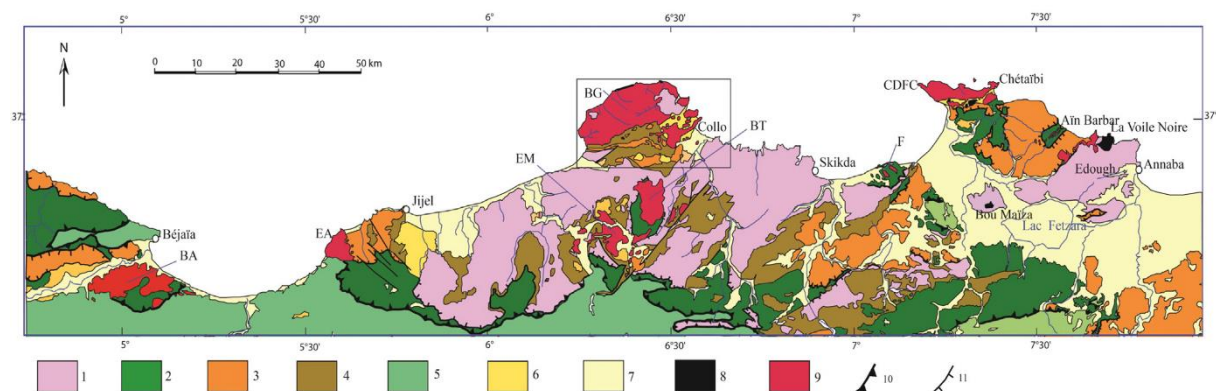 5° 5°30' 6° 6°30' 7° 7°30'
N
0 10 20 30 40 50 km
CDFC Chétaïbi
BG
37° 37°
Collo BT Aïn Barbar La Voile Noire
EM F
Skikda Edough Annaba
Jijel
Bou Maïza
EA Lac Fetzara
Béjaïa
BA
5° 5°30' 6° 6°30' 7° 7°30'
1 2 3 4 5 6 7 8 9 10 11